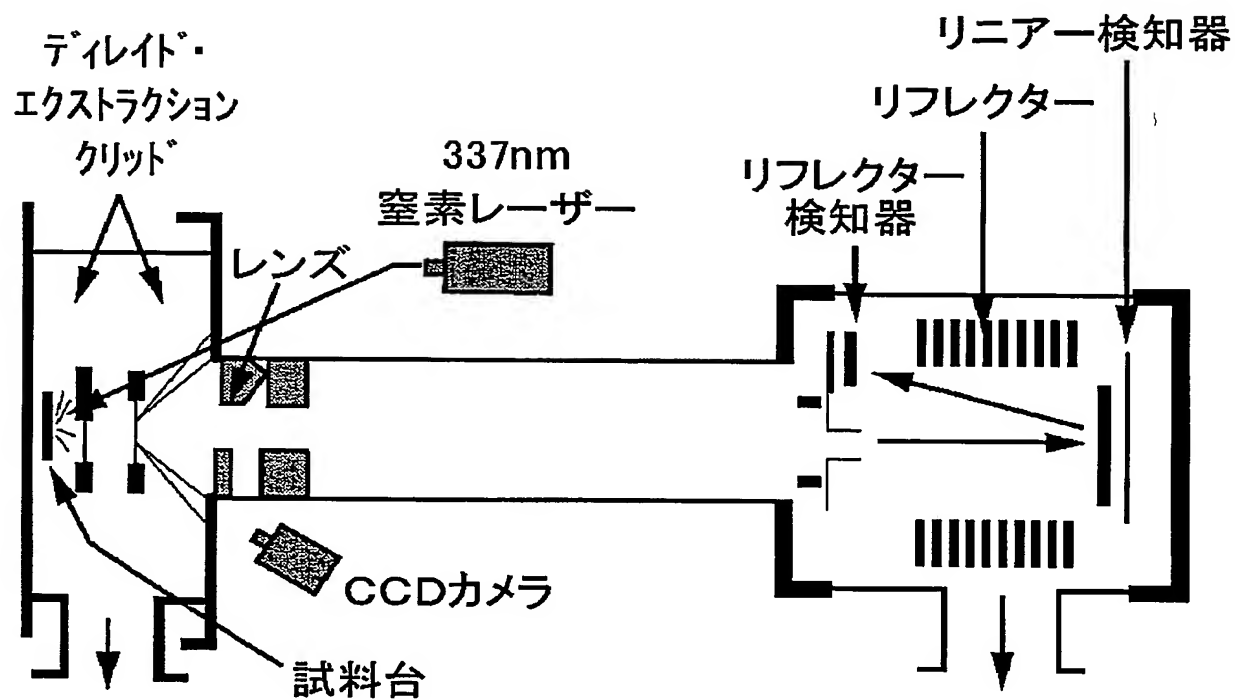 ディレイド・
エクストラクション
クリッド
337nm
窒素レーザー
レンズ
リニアー検知器
リフレクター
リフレクター
検知器
CCDカメラ
試料台